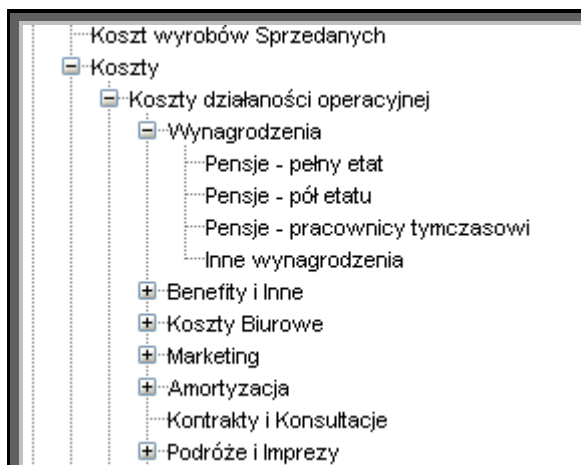 Koszt wyrobów Sprzedanych
Koszty
Koszty działaności operacyjnej
Wynagrodzenia
Pensje - pełny etat
Pensje - pół etatu
Pensje - pracownicy tymczasowi
Inne wynagrodzenia
Benefity i Inne
Koszty Biurowe
Marketing
Amortyzacja
Kontrakty i Konsultacje
Podróże i Imprezy